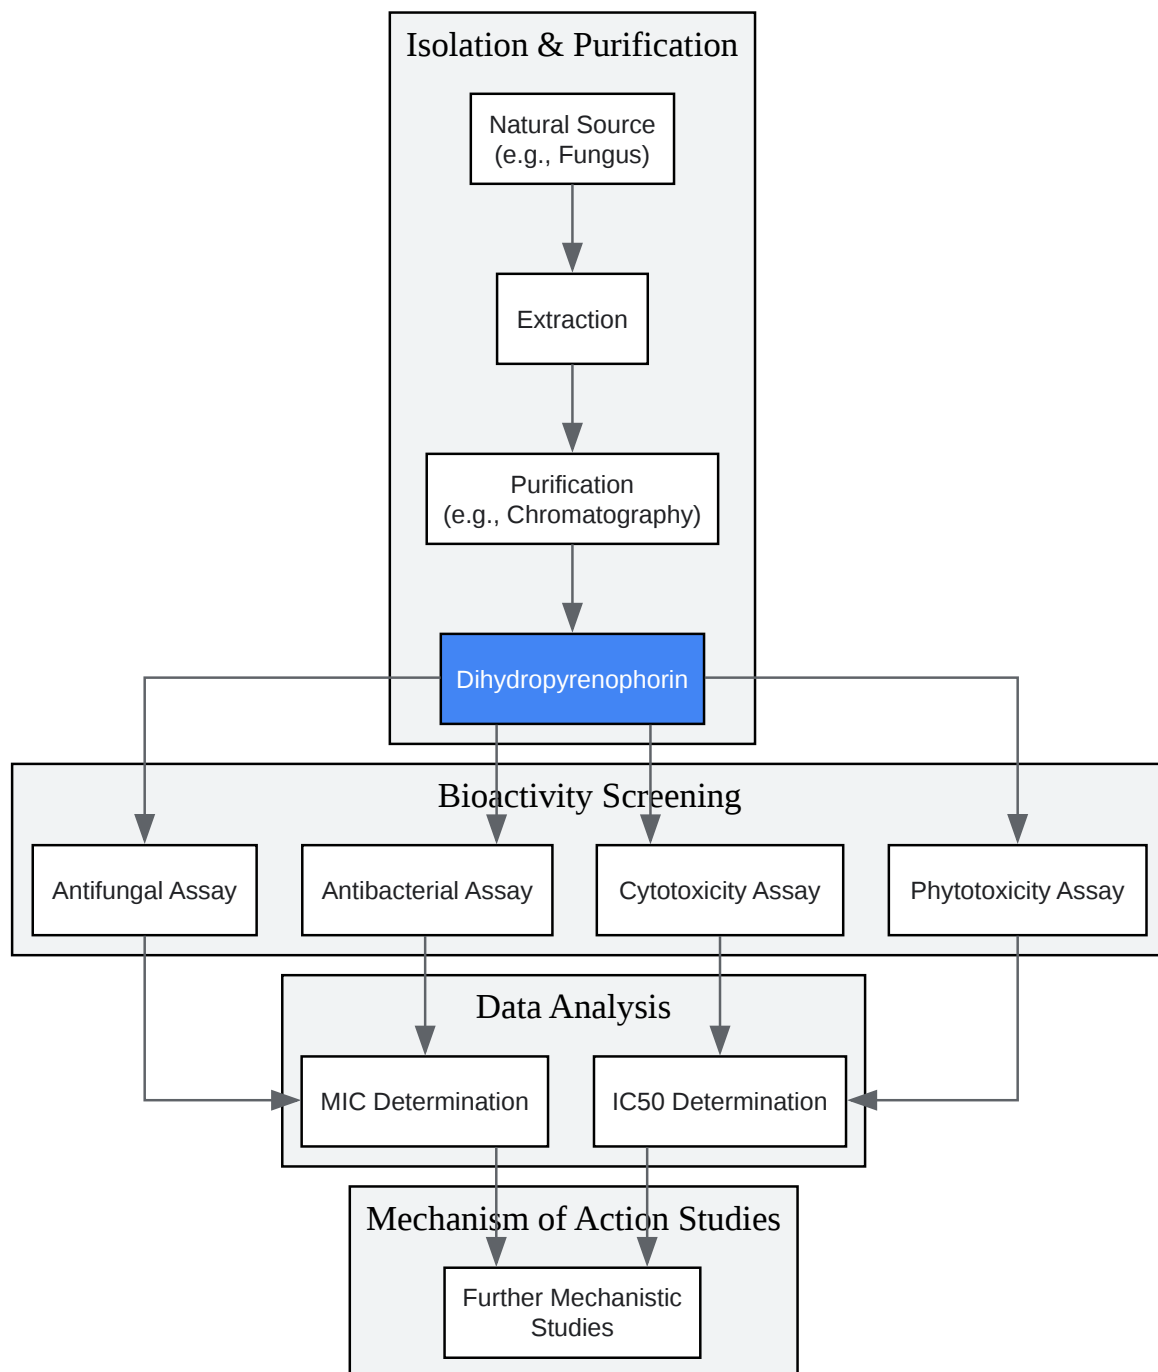 Isolation & Purification
Natural Source
(e.g., Fungus)
Extraction
Purification
(e.g., Chromatography)
Dihydropyrenophorin
Bioactivity Screening
Antifungal Assay
Antibacterial Assay
Cytotoxicity Assay
Phytotoxicity Assay
Data Analysis
MIC Determination
IC50 Determination
Mechanism of Action Studies
Further Mechanistic
Studies